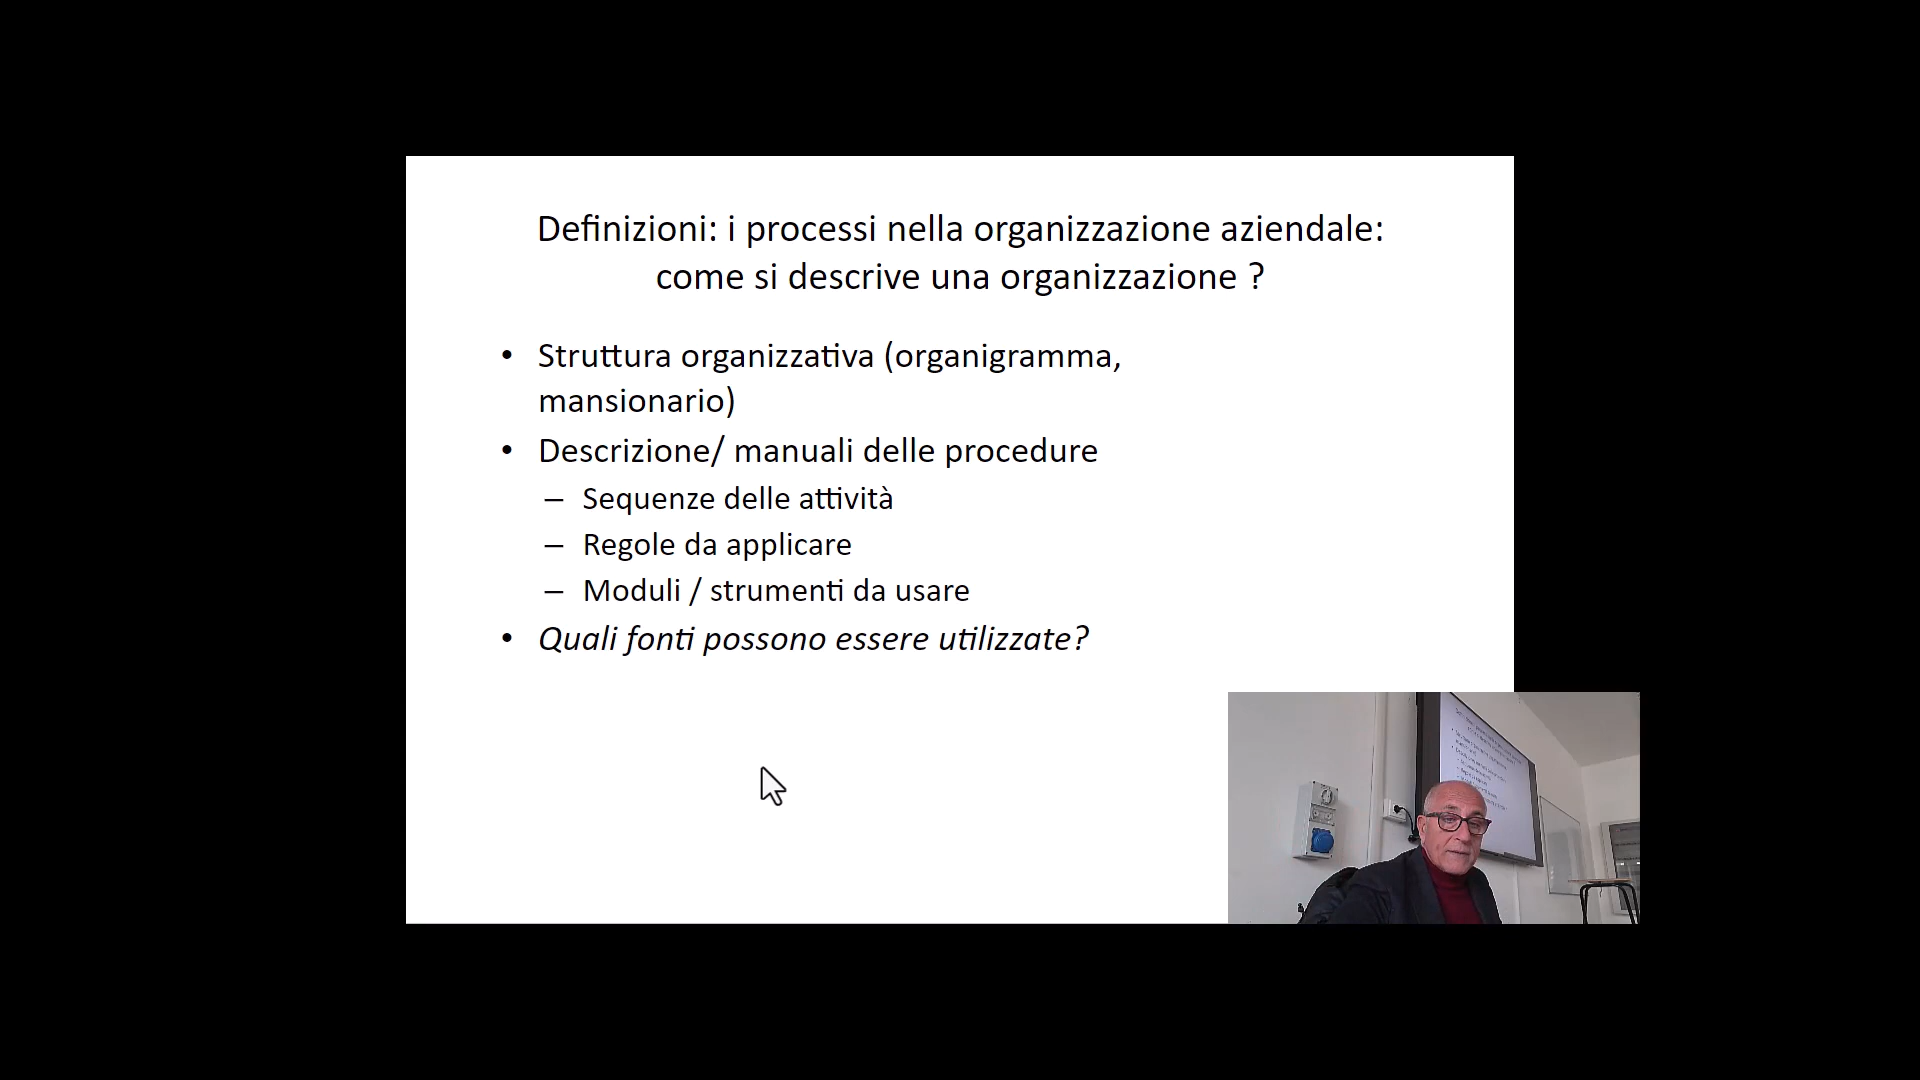 Definizioni: i processi nella organizzazione aziendale:
come si descrive una organizzazione ?
• Struttura organizzativa (organigramma,
mansionario)
• Descrizione/ manuali delle procedure
– Sequenze delle attività
– Regole da applicare
– Moduli / strumenti da usare
• Quali fonti possono essere utilizzate?